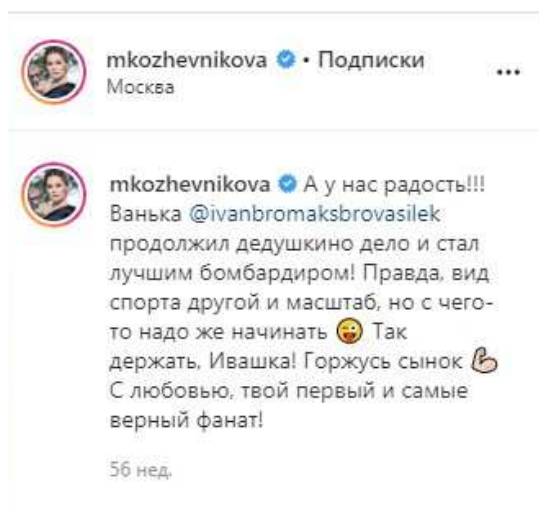 mkozhevnikova • Подписки
Москва
mkozhevnikova А у нас радость!!!
Ванька @ivanbromaksbrovasilek
продолжил дедушкино дело и стал
лучшим бомбардиром! Правда, вид
спорта другой и масштаб, но с чего-
то надо же начинать 😜 Так
держать, Ивашка! Горжусь сынок 💪
С любовью, твой первый и самые
верный фанат!
56 нед.